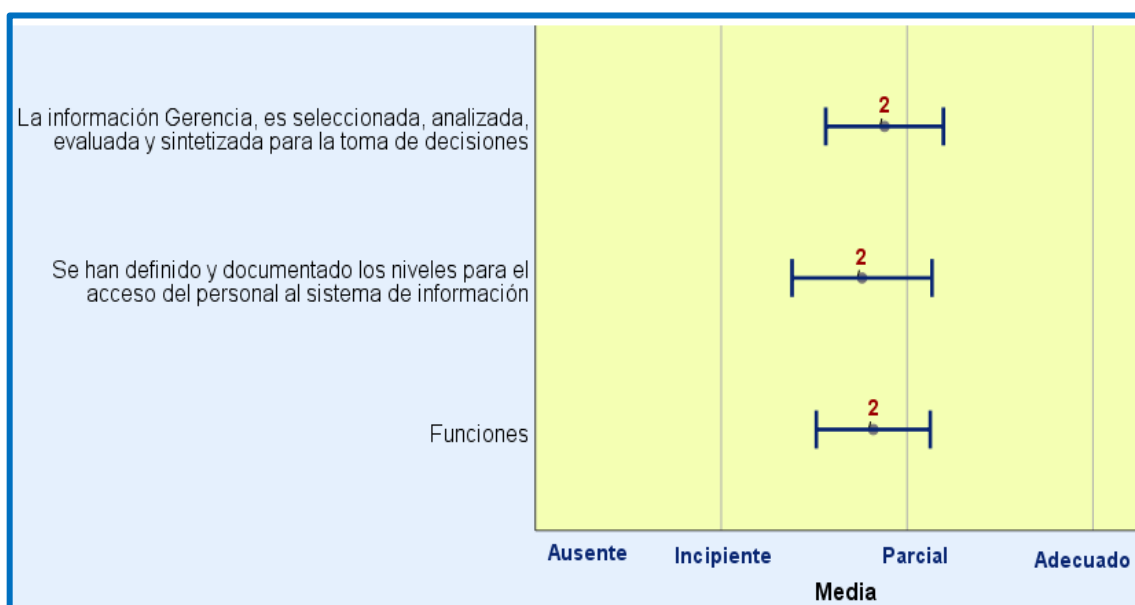 La información Gerencia, es seleccionada, analizada,
evaluada y sintetizada para la toma de decisiones
2
Se han definido y documentado los niveles para el
acceso del personal al sistema de información
2
Funciones
2
Ausente Incipiente Parcial Adecuado
Media